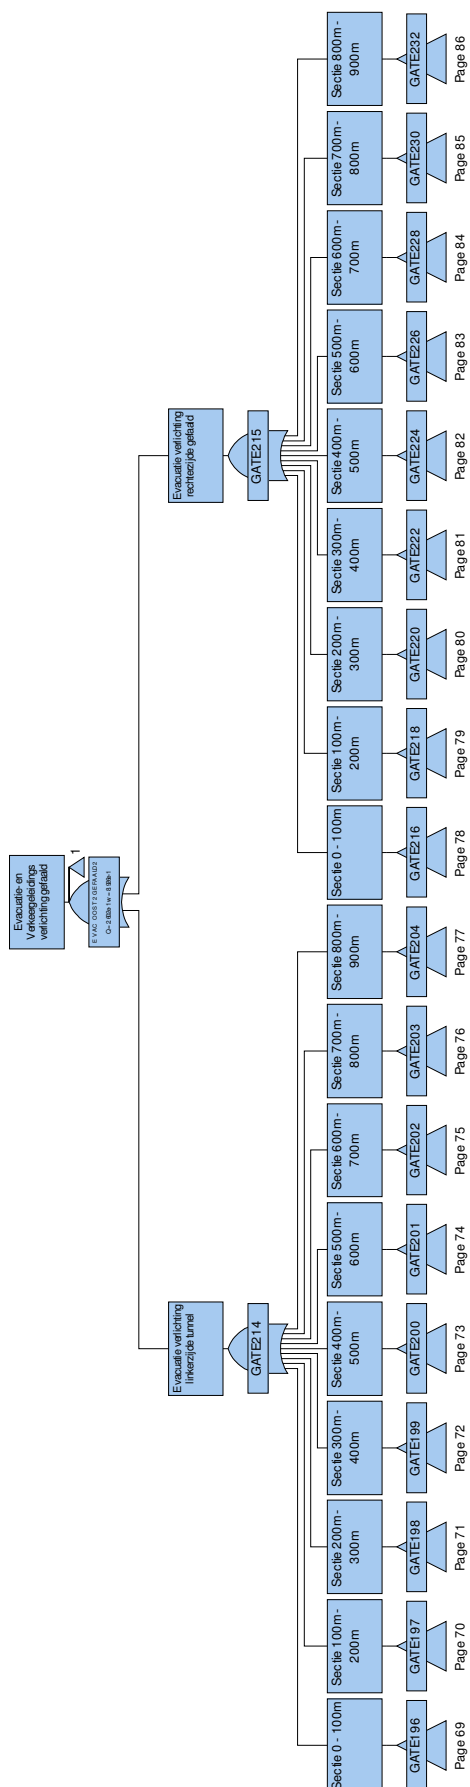 Evacuatie- en
Verkeergeleidings
verlichting gefaald
1
EVAC OOST 2 GEFAALD2
Evacuatie verlichting
linkerzijde tunnel
GATE214
Evacuatie verlichting
rechterzijde gefaald
GATE215
Sectie 0 - 100m
GATE196
Page 69
Sectie 100m -
200m
GATE197
Page 70
Sectie 200m -
300m
GATE198
Page 71
Sectie 300m -
400m
GATE199
Page 72
Sectie 400m -
500m
GATE200
Page 73
Sectie 500m -
600m
GATE201
Page 74
Sectie 600m -
700m
GATE202
Page 75
Sectie 700m -
800m
GATE203
Page 76
Sectie 800m -
900m
GATE204
Page 77
Sectie 0 - 100m
GATE216
Page 78
Sectie 100m -
200m
GATE218
Page 79
Sectie 200m -
300m
GATE220
Page 80
Sectie 300m -
400m
GATE222
Page 81
Sectie 400m -
500m
GATE224
Page 82
Sectie 500m -
600m
GATE226
Page 83
Sectie 600m -
700m
GATE228
Page 84
Sectie 700m -
800m
GATE230
Page 85
Sectie 800m -
900m
GATE232
Page 86